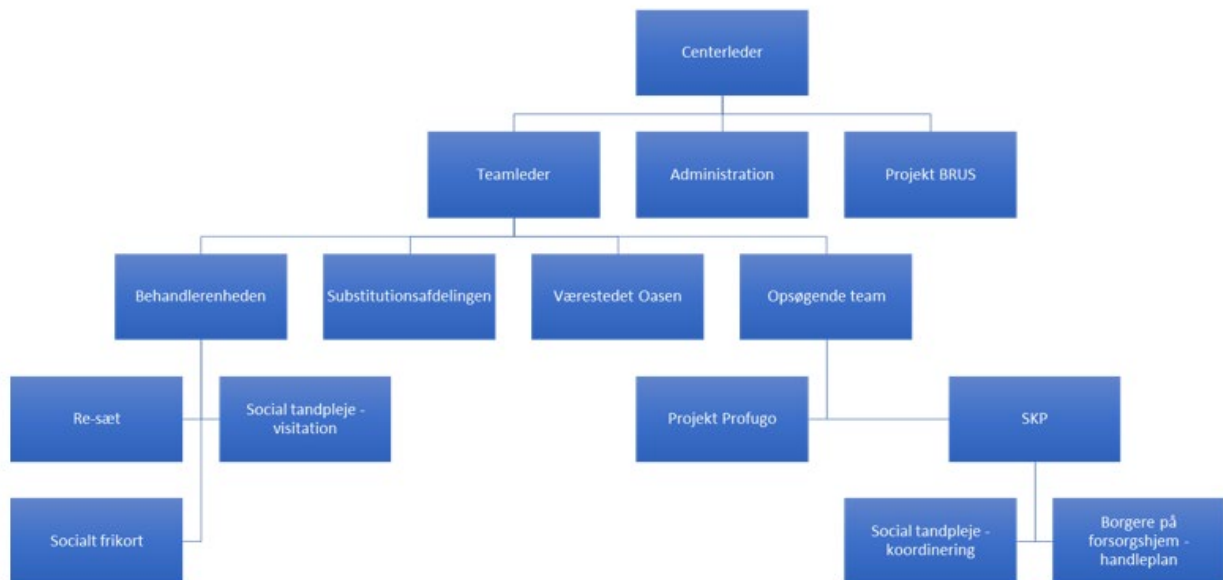 Centerleder
Teamleder
Administration
Projekt BRUS
Behandlerenheden
Substitutionsafdelingen
Værestedet Oasen
Opsøgende team
Re-sæt
Social tandpleje -
visitation
Projekt Profugo
SKP
Socialt frikort
Social tandpleje -
koordinering
Borgere på
forsorgshjem -
handleplan